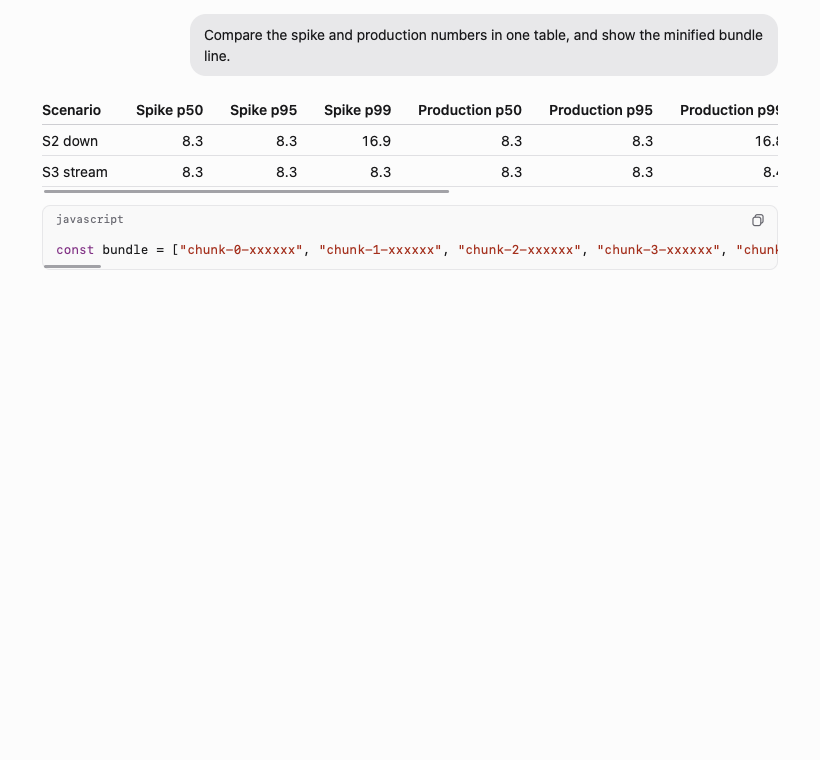 Compare the spike and production numbers in one table, and show the minified bundle
line.
Scenario Spike p50 Spike p95 Spike p99 Production p50 Production p95 Production
S2 down 8.3 8.3 16.9 8.3 8.3
S3 stream 8.3 8.3 8.3 8.3 8.3
javascript
const bundle = ["chunk-0-xxxxxx", "chunk-1-xxxxxx", "chunk-2-xxxxxx", "chunk-3-xxxxxx",